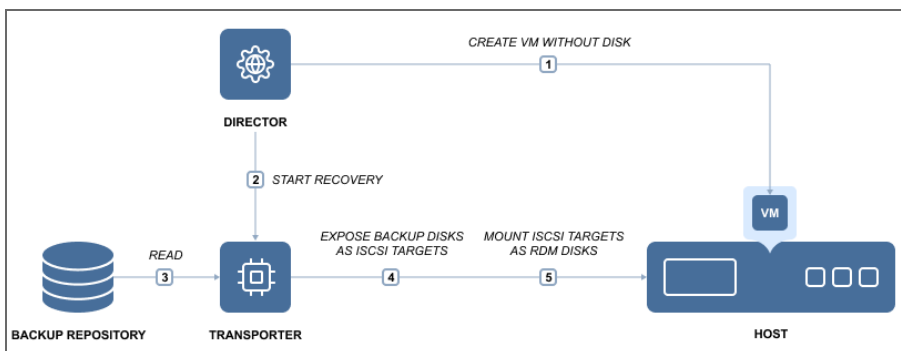 CREATE VM WITHOUT DISK
1
DIRECTOR
2 START RECOVERY
VM
READ
3
EXPOSE BACKUP DISKS
AS ISCSI TARGETS
4
MOUNT ISCSI TARGETS
AS RDM DISKS
5
BACKUP REPOSITORY
TRANSPORTER
HOST